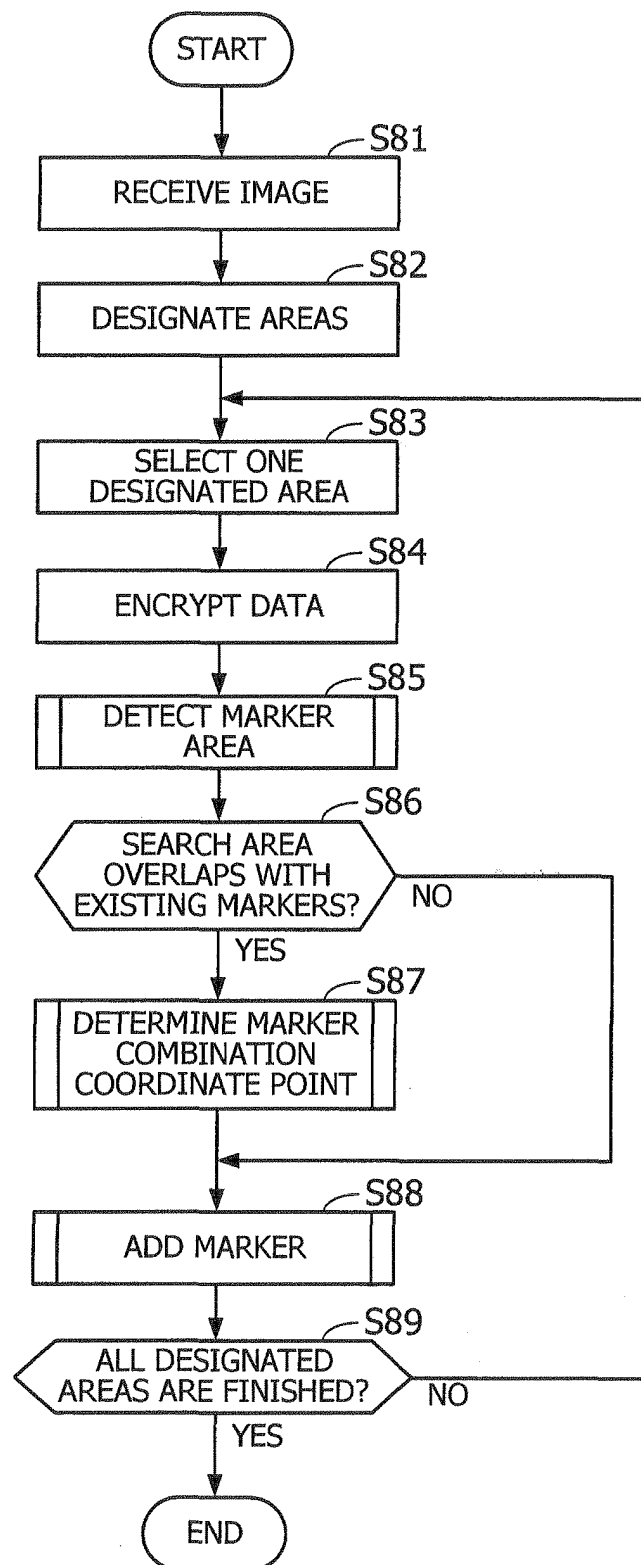 START
S81
RECEIVE IMAGE
S82
DESIGNATE AREAS
S83
SELECT ONE
DESIGNATED AREA
S84
ENCRYPT DATA
S85
DETECT MARKER
AREA
S86
SEARCH AREA
OVERLAPS WITH
EXISTING MARKERS?
NO
YES
S87
DETERMINE MARKER
COMBINATION
COORDINATE POINT
S88
ADD MARKER
S89
ALL DESIGNATED
AREAS ARE FINISHED?
NO
YES
END